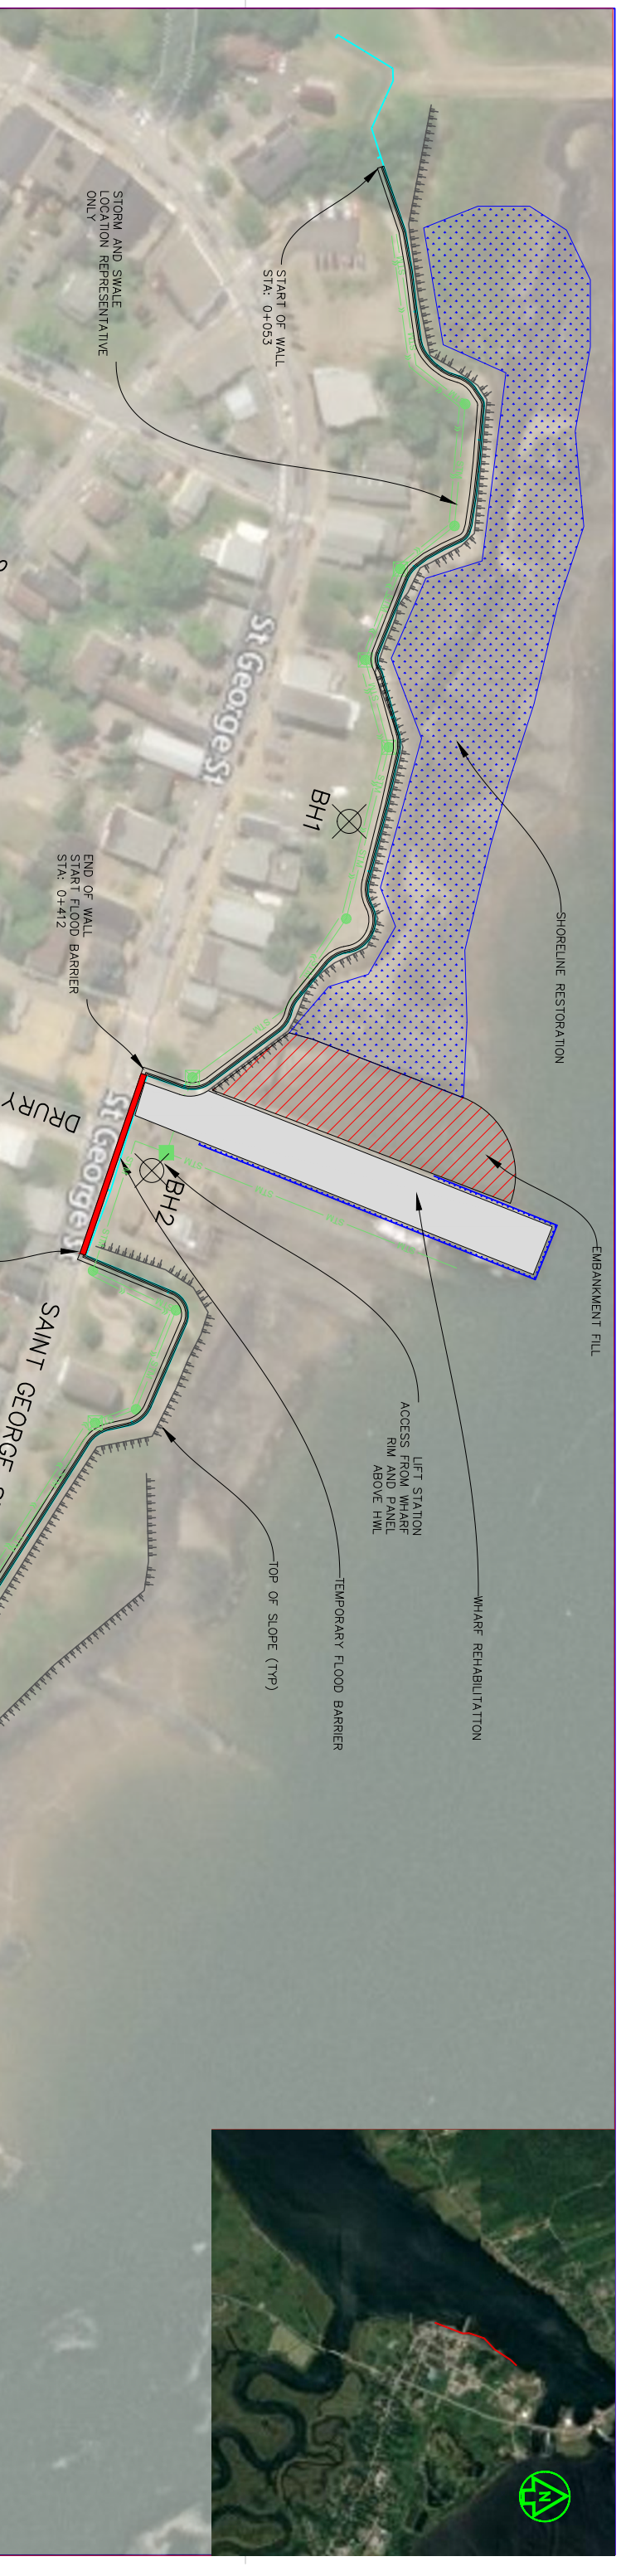 STORM AND SWALE
LOCATION REPRESENTATIVE
ONLY
START OF WALL
STA: 0+053
St George St
BH1
END OF WALL
START FLOOD BARRIER
STA: 0+412
SHORELINE RESTORATION
DRURY
St George St
BH2
EMBANKMENT FILL
SAINT GEORGE
LIFT STATION
ACCESS FROM WHARF
RIM AND PANEL
ABOVE HWL
WHARF REHABILITATTON
TEMPORARY FLOOD BARRIER
TOP OF SLOPE (TYP)
N